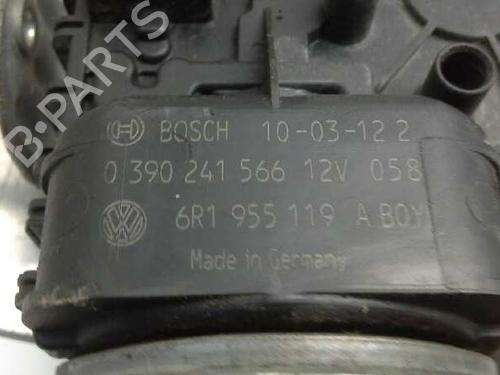 B-PARTS
BOSCH 10-03-12 2
0 390 241 566 12V 058
6R1 955 119 A BOY
Made in Germany